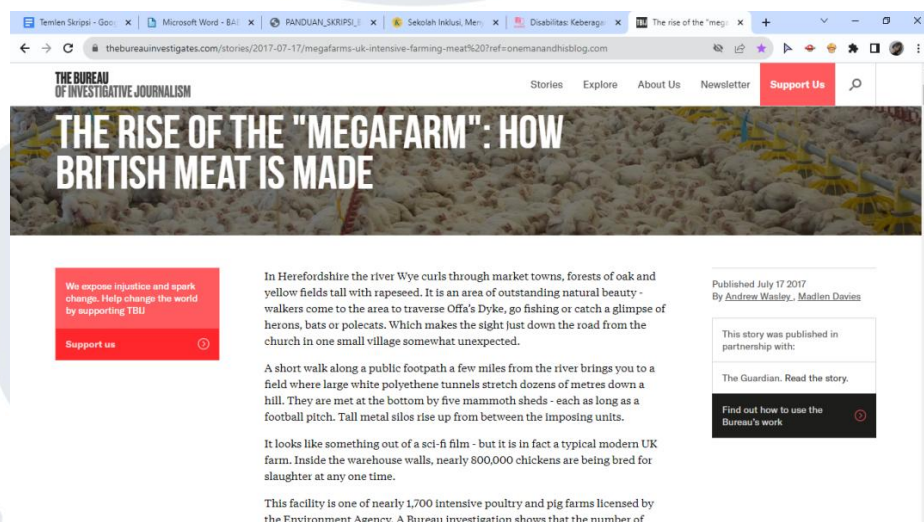 Temlen Skripsi - Goo
Microsoft Word - BA
PANDUAN_SKRIPSI_
Sekolah Inklusi, Men
Disabilitas: Keberaga
The rise of the "mega
thebureauinvestigates.com/stories/2017-07-17/megafarms-uk-intensive-farming-meat%20?ref=onemanandhisblog.com
THE BUREAU
OF INVESTIGATIVE JOURNALISM
Stories Explore About Us Newsletter Support Us
THE RISE OF THE "MEGAFARM": HOW
BRITISH MEAT IS MADE
We expose injustice and spark
change. Help change the world
by supporting TBIJ
Support us
In Herefordshire the river Wye curls through market towns, forests of oak and
yellow fields tall with rapeseed. It is an area of outstanding natural beauty -
walkers come to the area to traverse Offa's Dyke, go fishing or catch a glimpse of
herons, bats or polecats. Which makes the sight just down the road from the
church in one small village somewhat unexpected.
A short walk along a public footpath a few miles from the river brings you to a
field where large white polyethene tunnels stretch dozens of metres down a
hill. They are met at the bottom by five mammoth sheds - each as long as a
football pitch. Tall metal silos rise up from between the imposing units.
It looks like something out of a sci-fi film - but it is in fact a typical modern UK
farm. Inside the warehouse walls, nearly 800,000 chickens are being bred for
slaughter at any one time.
This facility is one of nearly 1,700 intensive poultry and pig farms licensed by
the Environment Agency. A Bureau investigation shows that the number of
Published July 17 2017
By Andrew Wasley , Madlen Davies
This story was published in
partnership with:
The Guardian. Read the story.
Find out how to use the
Bureau's work